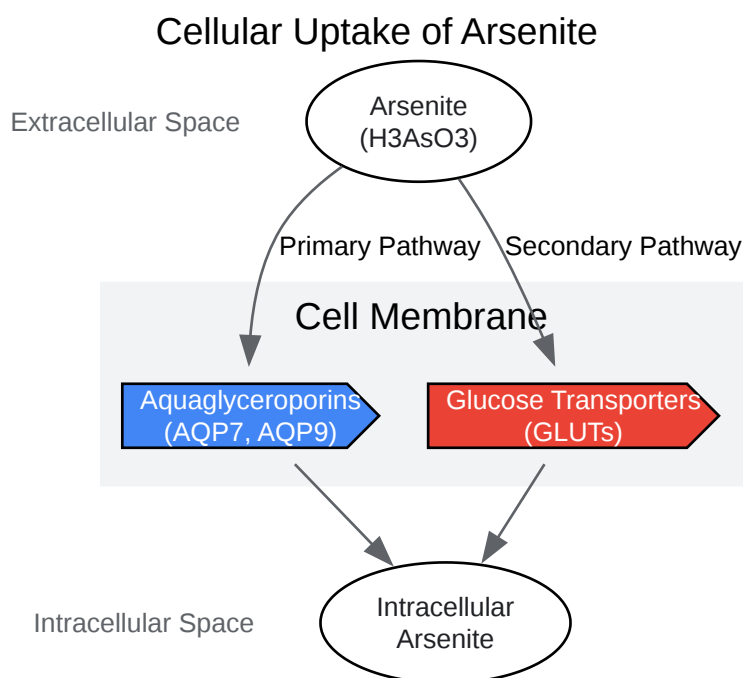 Cellular Uptake of Arsenite
Extracellular Space
Arsenite
(H3AsO3)
Primary Pathway
Secondary Pathway
Cell Membrane
Aquaglyceroporins
(AQP7, AQP9)
Glucose Transporters
(GLUTs)
Intracellular Space
Intracellular
Arsenite